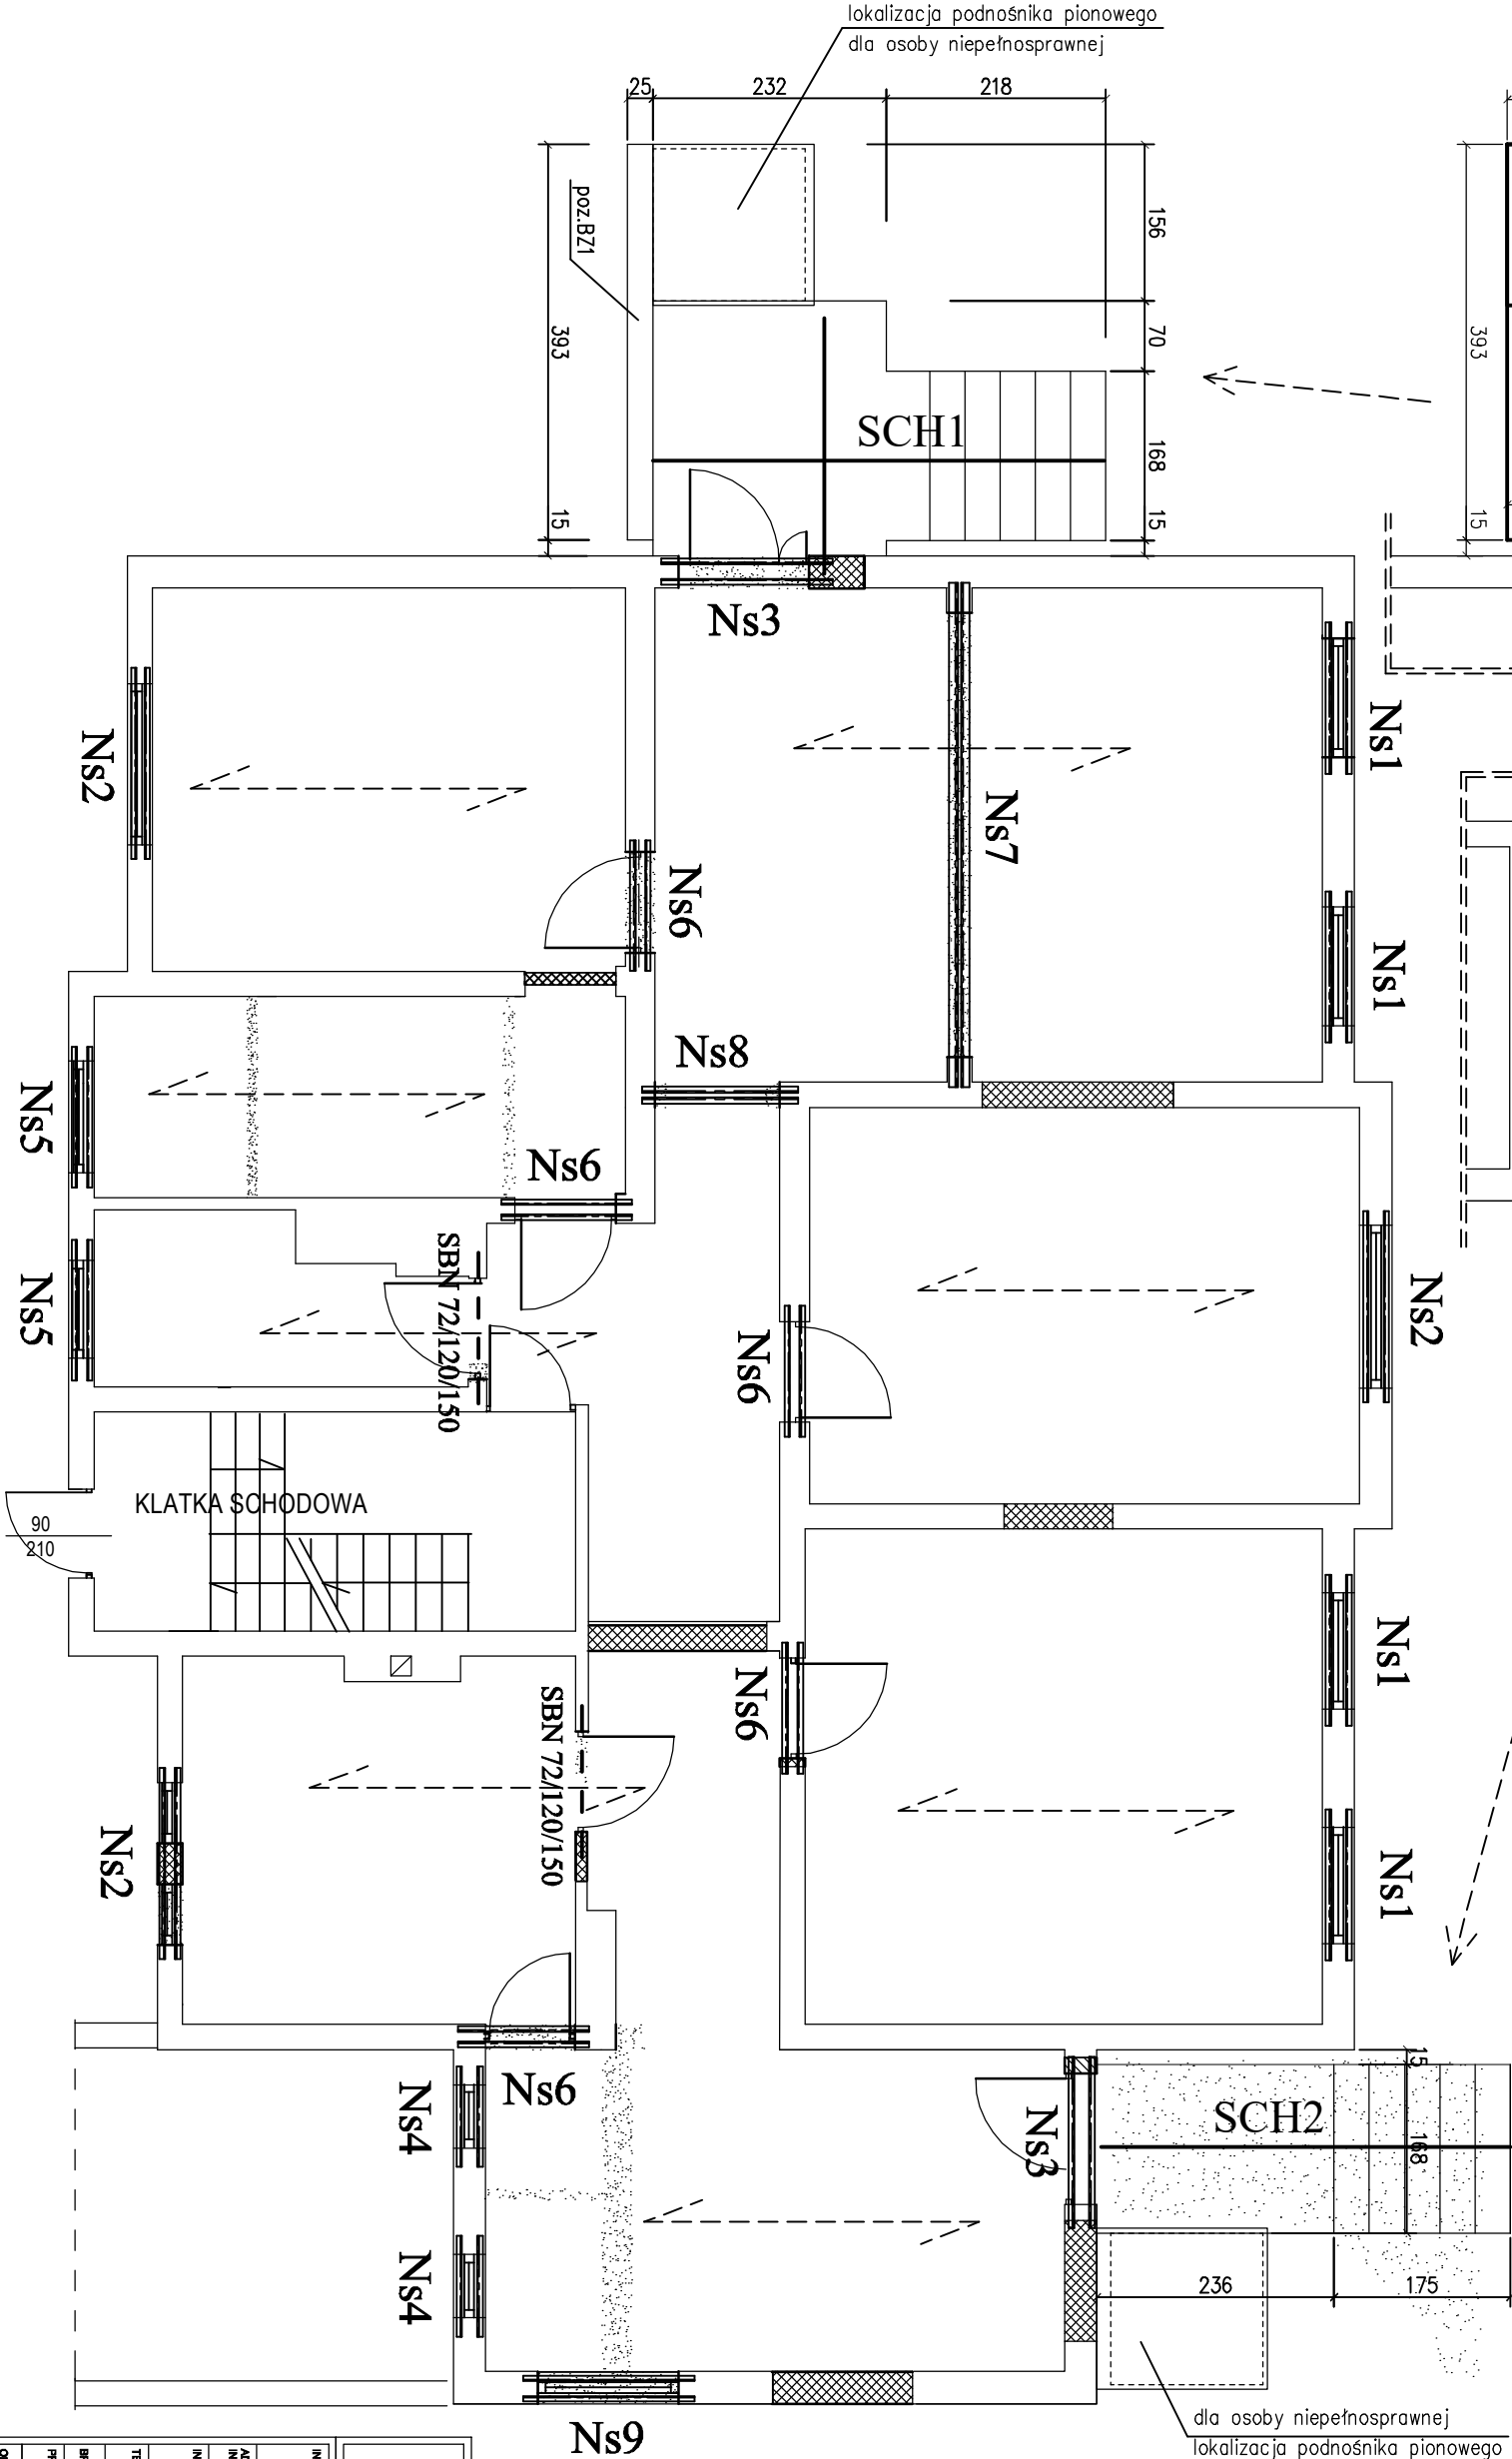 lokalizacja podnośnika pionowego
dla osoby niepełnosprawnej
25
232
218
156
70
168
15
393
15
poz.BZ1
393
15
SCH1
Ns3
Ns1
Ns2
Ns7
Ns6
Ns1
Ns8
Ns5
Ns6
SBN 72/120/150
Ns5
Ns2
Ns6
KLATKA SCHODOWA
90
210
Ns1
Ns6
SBN 72/120/150
Ns2
Ns1
Ns6
Ns4
Ns3
SCH2
15
168
Ns4
236
175
dla osoby niepełnosprawnej
lokalizacja podnośnika pionowego
Ns9